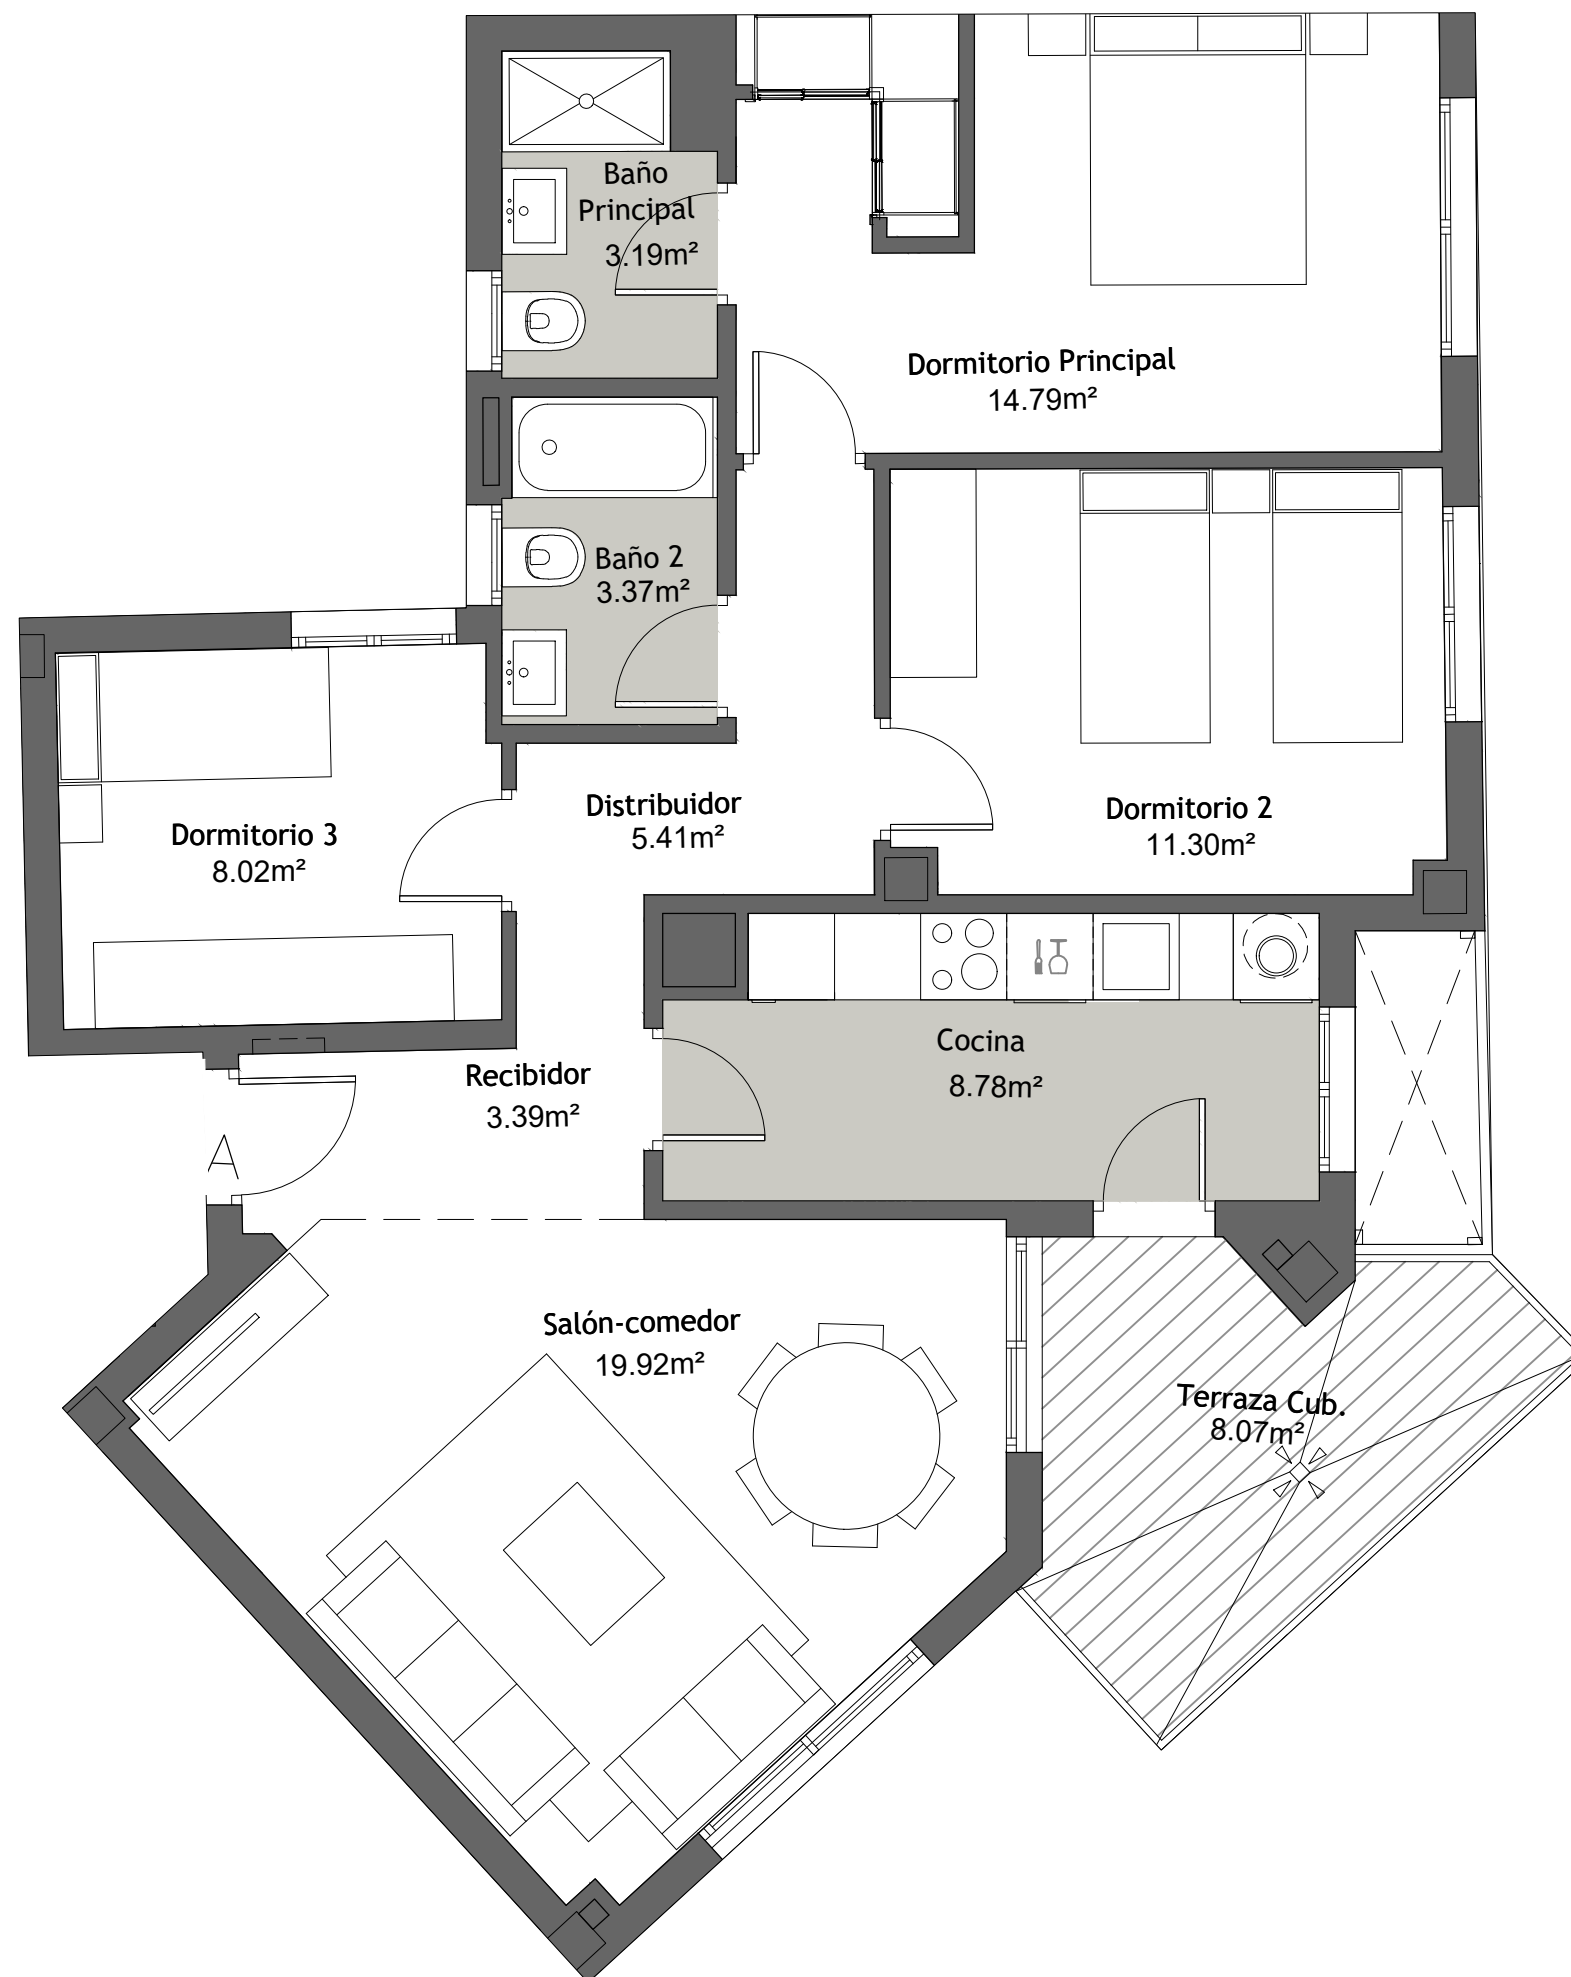 Baño
Principal
3.19m²
Dormitorio Principal
14.79m²
Baño 2
3.37m²
Distribuidor
5.41m²
Dormitorio 2
11.30m²
Dormitorio 3
8.02m²
Cocina
8.78m²
Recibidor
3.39m²
A
Salón-comedor
19.92m²
Terraza Cub.
8.07m²